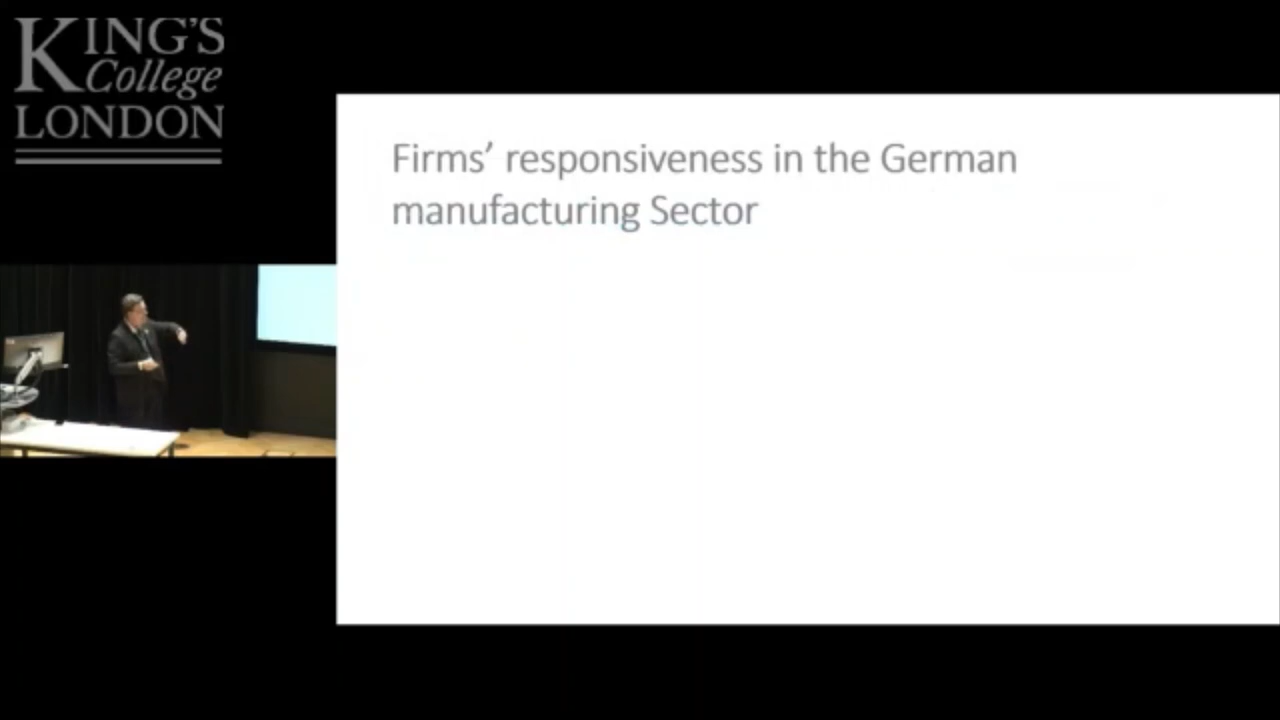 KING'S
College
LONDON
Firms' responsiveness in the German
manufacturing Sector